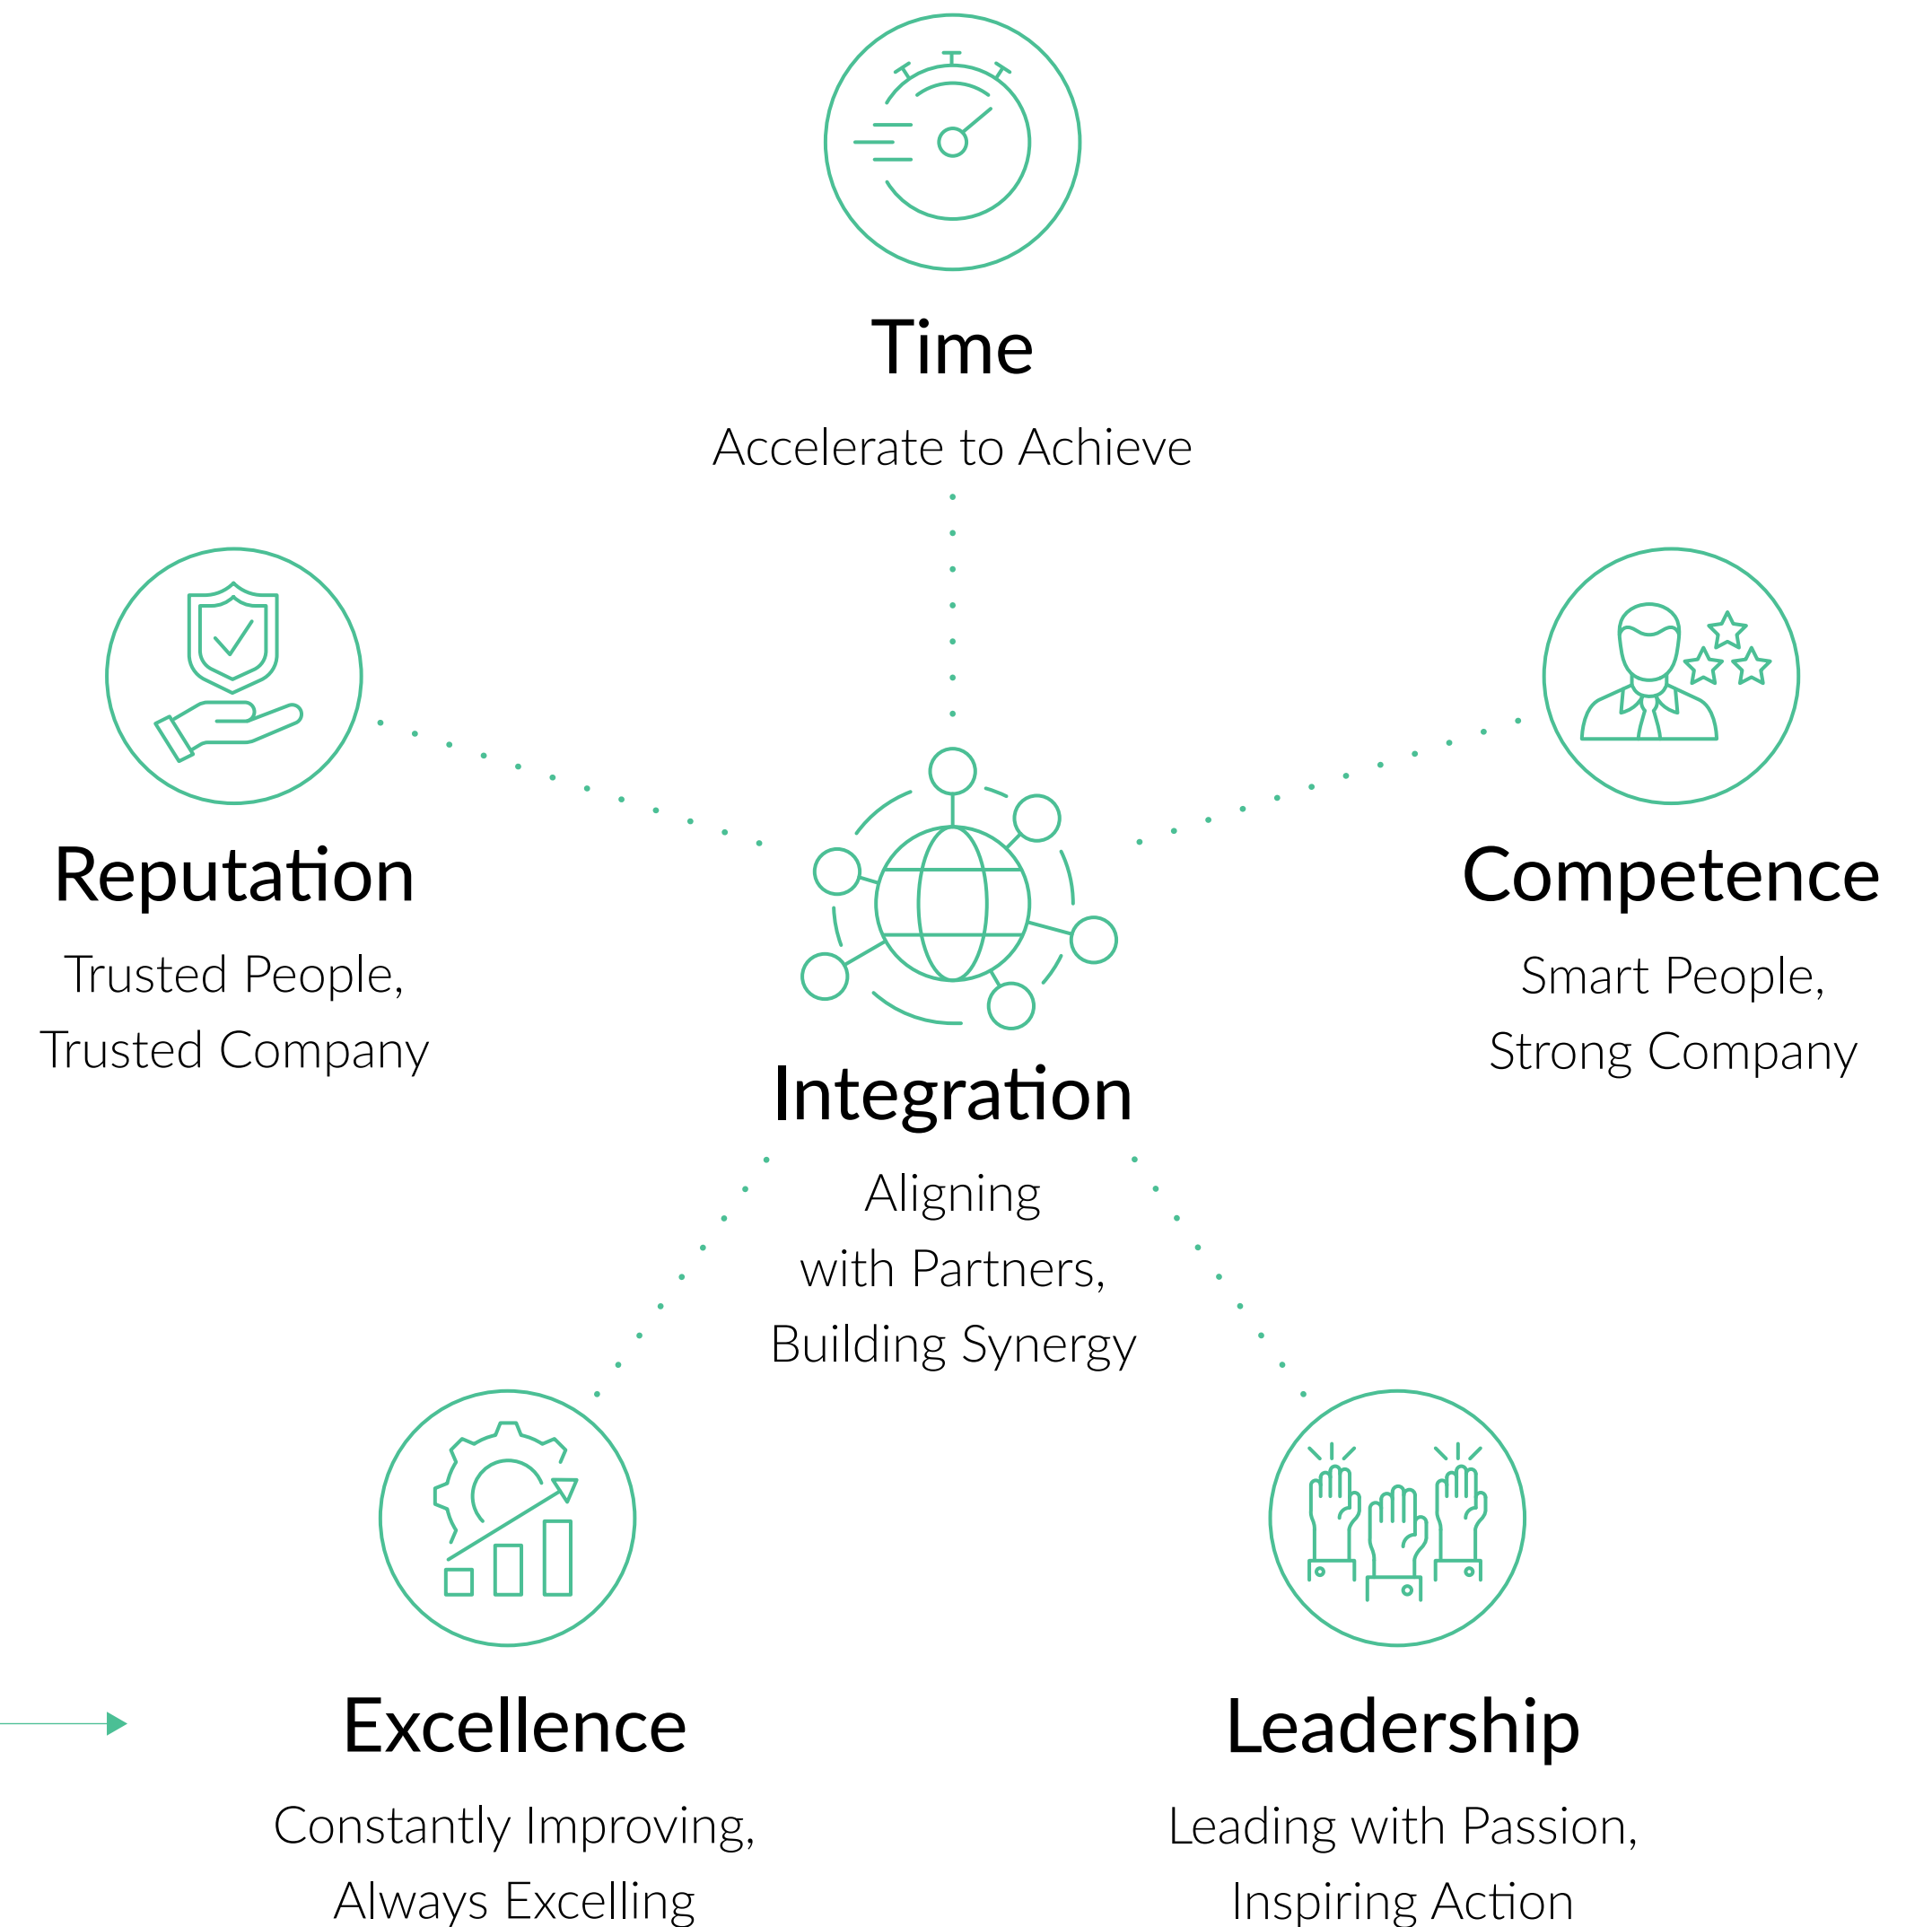 Time
Accelerate to Achieve
Reputation
Trusted People,
Trusted Company
Competence
Smart People,
Strong Company
Integration
Aligning
with Partners,
Building Synergy
Excellence
Constantly Improving,
Always Excelling
Leadership
Leading with Passion,
Inspiring Action